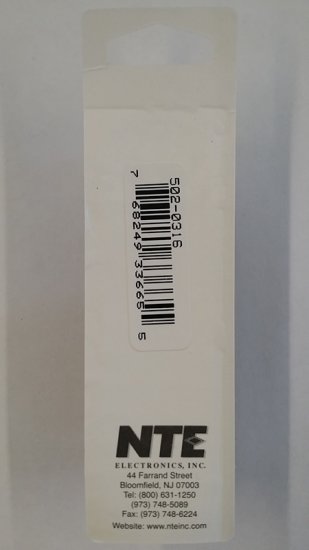 502-0316
7 68249 33665 5
NTE
ELECTRONICS, INC.
44 Farrand Street
Bloomfield, NJ 07003
Tel: (800) 631-1250
(973) 748-5089
Fax: (973) 748-6224
Website: www.nteinc.com